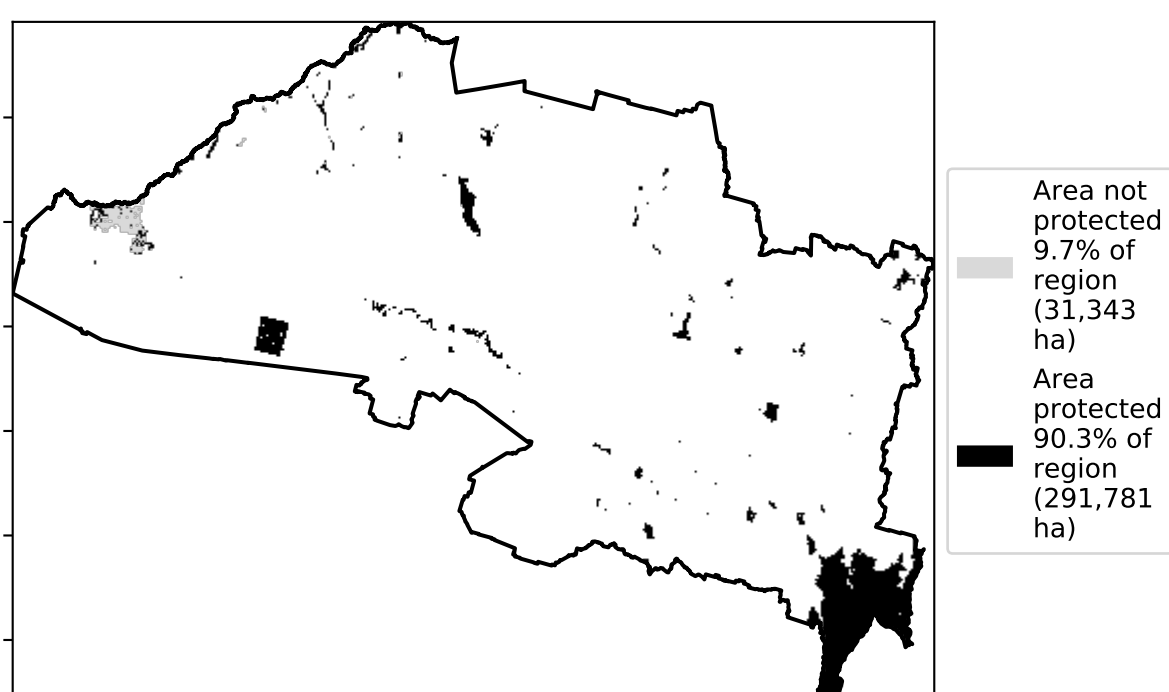 Area not
protected
9.7% of
region
(31,343
ha)
Area
protected
90.3% of
region
(291,781
ha)